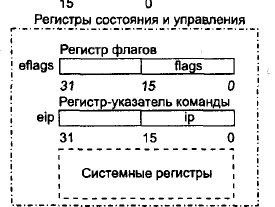 15 0
Регистры состояния и управления
Регистр флагов
eflags flags
31 15 0
Регистр-указатель команды
eip ip
31 15 0
Системные регистры